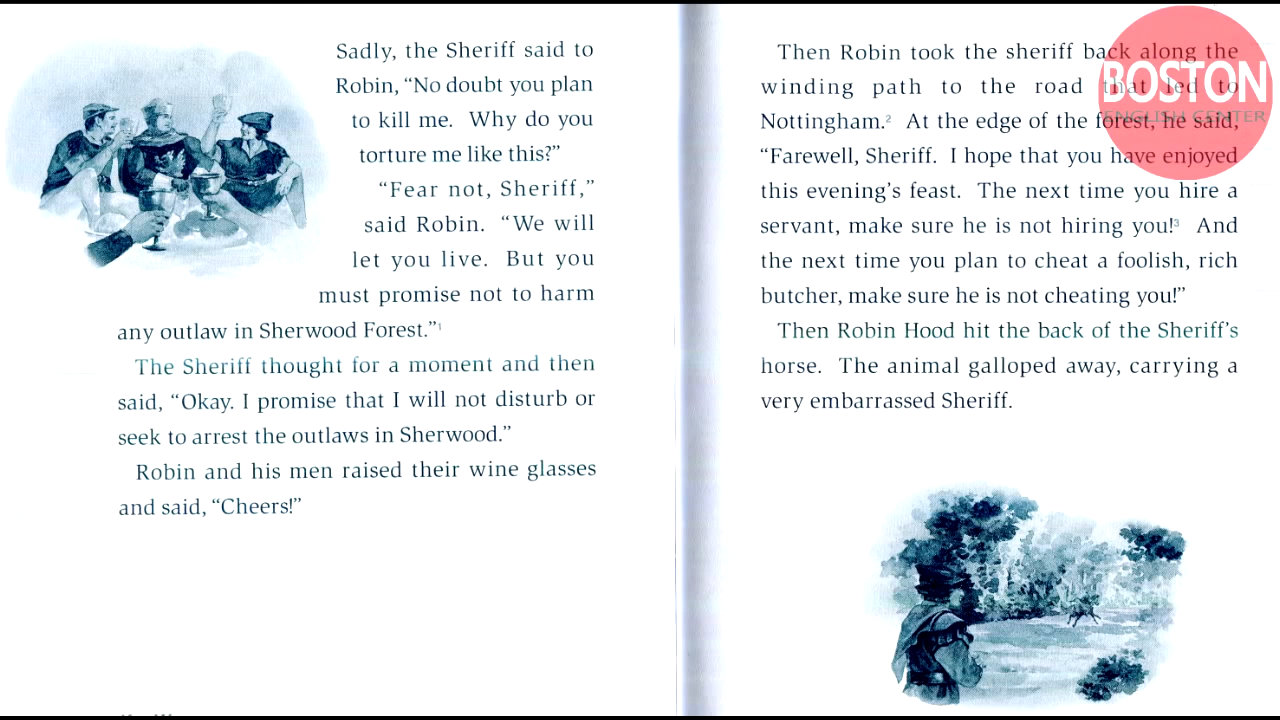 Sadly, the Sheriff said to
Robin, “No doubt you plan
to kill me. Why do you
torture me like this?”
“Fear not, Sheriff,”
said Robin. “We will
let you live. But you
must promise not to harm
any outlaw in Sherwood Forest.”1
The Sheriff thought for a moment and then
said, “Okay. I promise that I will not disturb or
seek to arrest the outlaws in Sherwood.”
Robin and his men raised their wine glasses
and said, “Cheers!”
Then Robin took the sheriff back along the
winding path to the road that led to
Nottingham.2 At the edge of the forest, he said,
“Farewell, Sheriff. I hope that you have enjoyed
this evening’s feast. The next time you hire a
servant, make sure he is not hiring you!3 And
the next time you plan to cheat a foolish, rich
butcher, make sure he is not cheating you!”
Then Robin Hood hit the back of the Sheriff’s
horse. The animal galloped away, carrying a
very embarrassed Sheriff.
BOSTON
ENGLISH CENTER